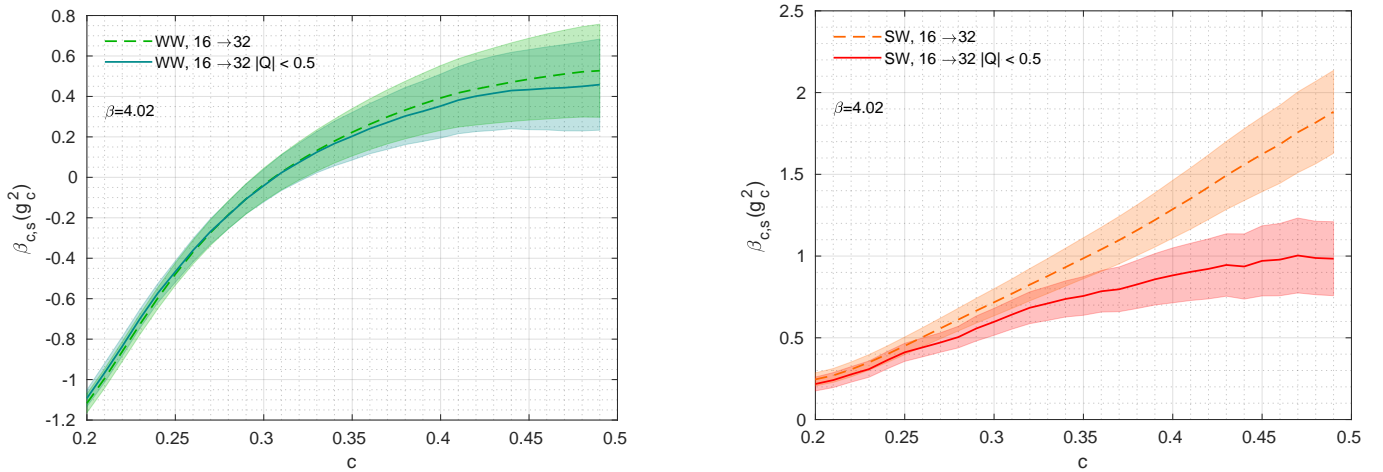 0.8
0.6
0.4
0.2
0
-0.2
-0.4
-0.6
-0.8
-1
-1.2
β_{c,s}(g_c^2)
WW, 16 →32
WW, 16 →32 |Q| < 0.5
β=4.02
0.2 0.25 0.3 0.35 0.4 0.45 0.5
c
2.5
2
1.5
1
0.5
0
β_{c,s}(g_c^2)
SW, 16 →32
SW, 16 →32 |Q| < 0.5
β=4.02
0.2 0.25 0.3 0.35 0.4 0.45 0.5
c